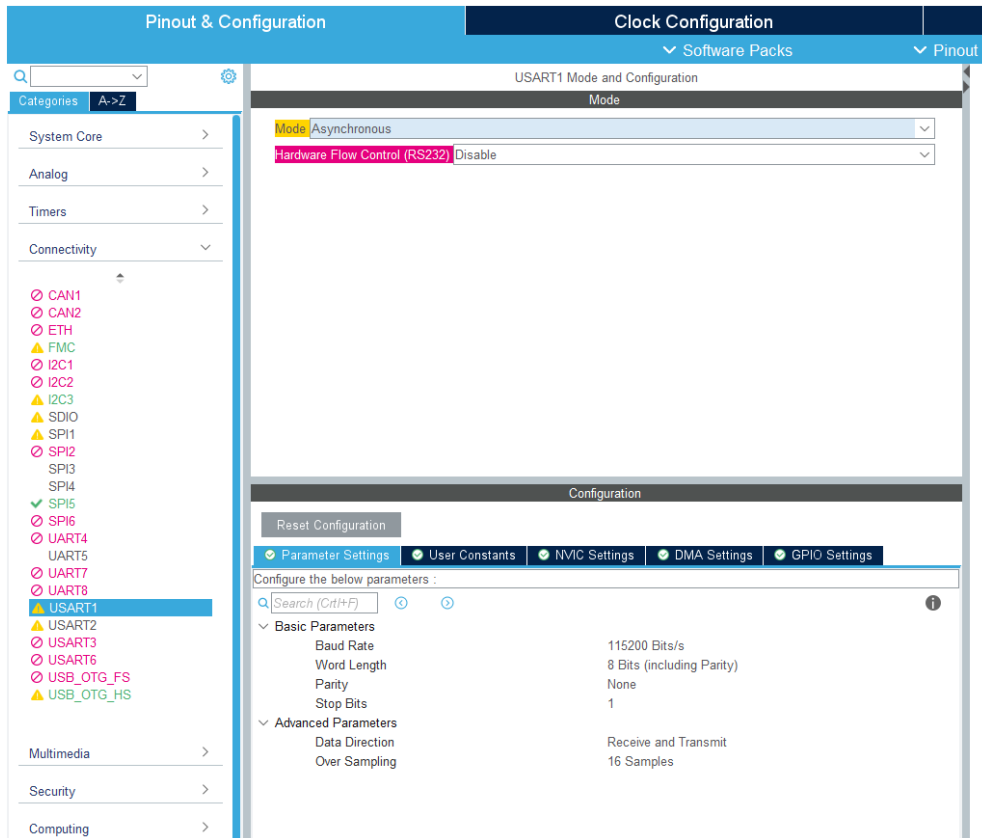 Pinout & Configuration
Clock Configuration
Software Packs
Pinout
Categories
A->Z
System Core
Analog
Timers
Connectivity
CAN1
CAN2
ETH
FMC
I2C1
I2C2
I2C3
SDIO
SPI1
SPI2
SPI3
SPI4
SPI5
SPI6
UART4
UART5
UART7
UART8
USART1
USART2
USART3
USART6
USB_OTG_FS
USB_OTG_HS
Multimedia
Security
Computing
USART1 Mode and Configuration
Mode
Mode Asynchronous
Hardware Flow Control (RS232) Disable
Configuration
Reset Configuration
Parameter Settings
User Constants
NVIC Settings
DMA Settings
GPIO Settings
Configure the below parameters :
Search (Crtl+F)
Basic Parameters
Baud Rate 115200 Bits/s
Word Length 8 Bits (including Parity)
Parity None
Stop Bits 1
Advanced Parameters
Data Direction Receive and Transmit
Over Sampling 16 Samples